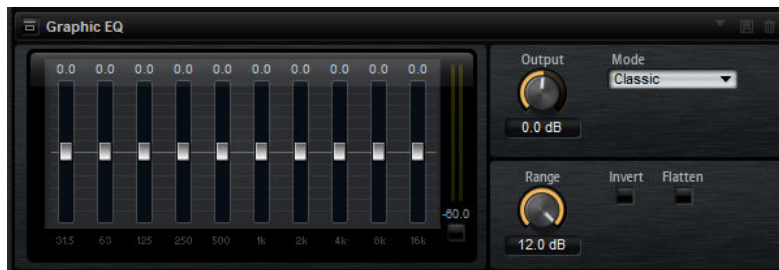 Graphic EQ
0.0 0.0 0.0 0.0 0.0 0.0 0.0 0.0 0.0 0.0
Output
Mode
Classic
0.0 dB
Range
Invert
Flatten
-60.0
31.5 63 125 250 500 1k 2k 4k 8k 16k
12.0 dB